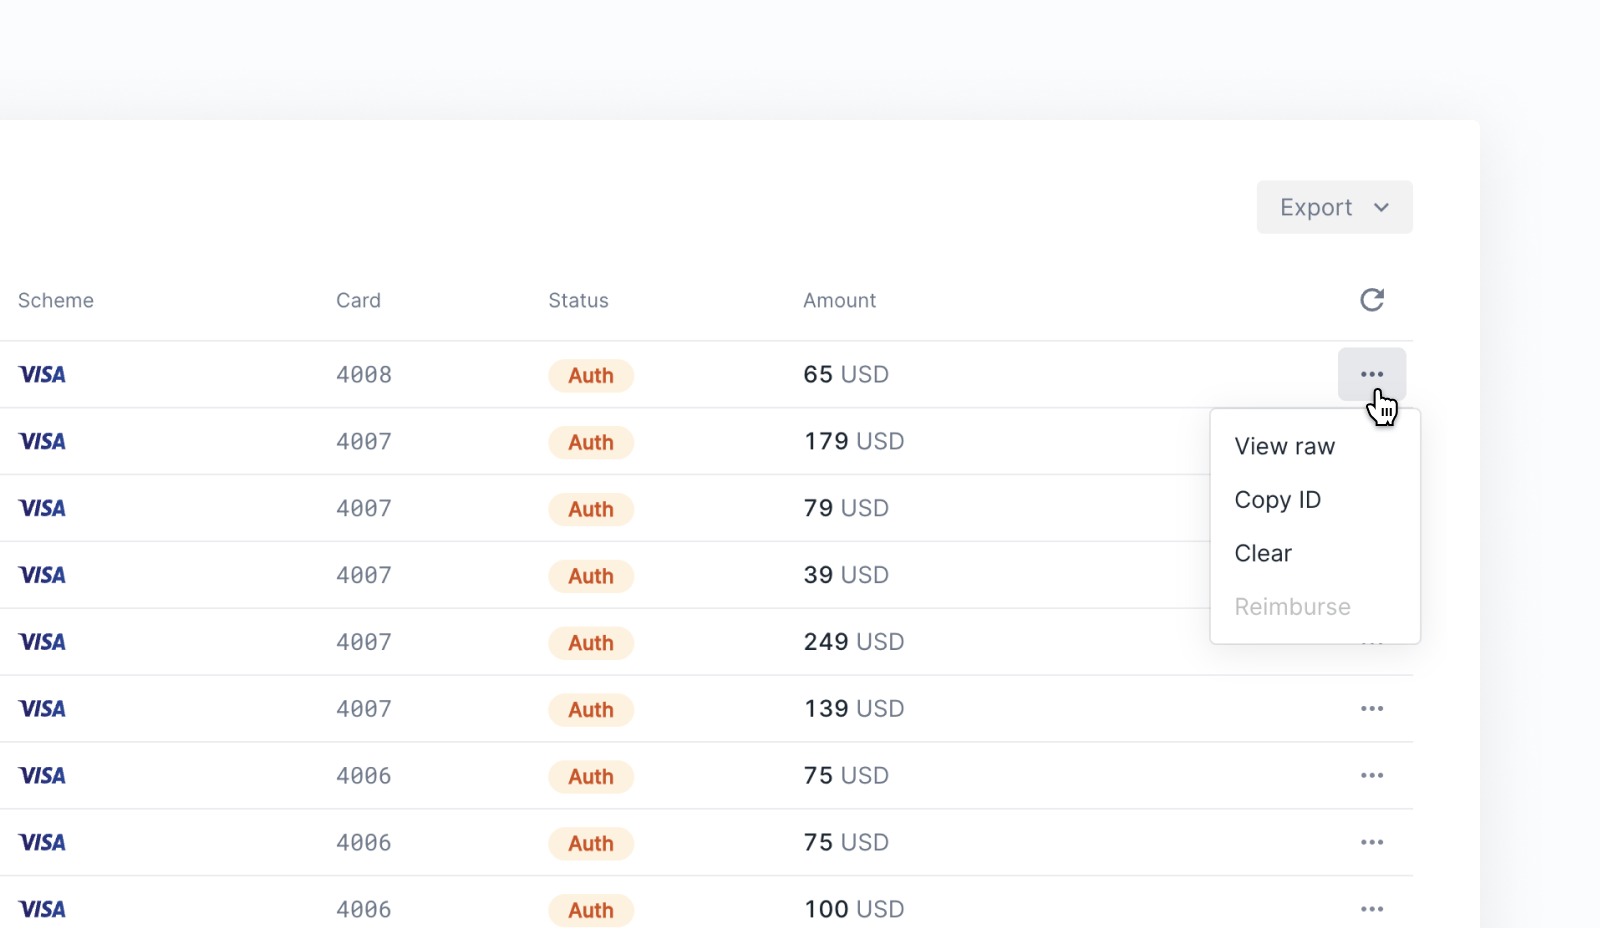 Export
Scheme Card Status Amount
VISA 4008 Auth 65 USD
VISA 4007 Auth 179 USD
View raw
VISA 4007 Auth 79 USD
Copy ID
VISA 4007 Auth 39 USD
Clear
Reimburse
VISA 4007 Auth 249 USD
VISA 4007 Auth 139 USD
VISA 4006 Auth 75 USD
VISA 4006 Auth 75 USD
VISA 4006 Auth 100 USD